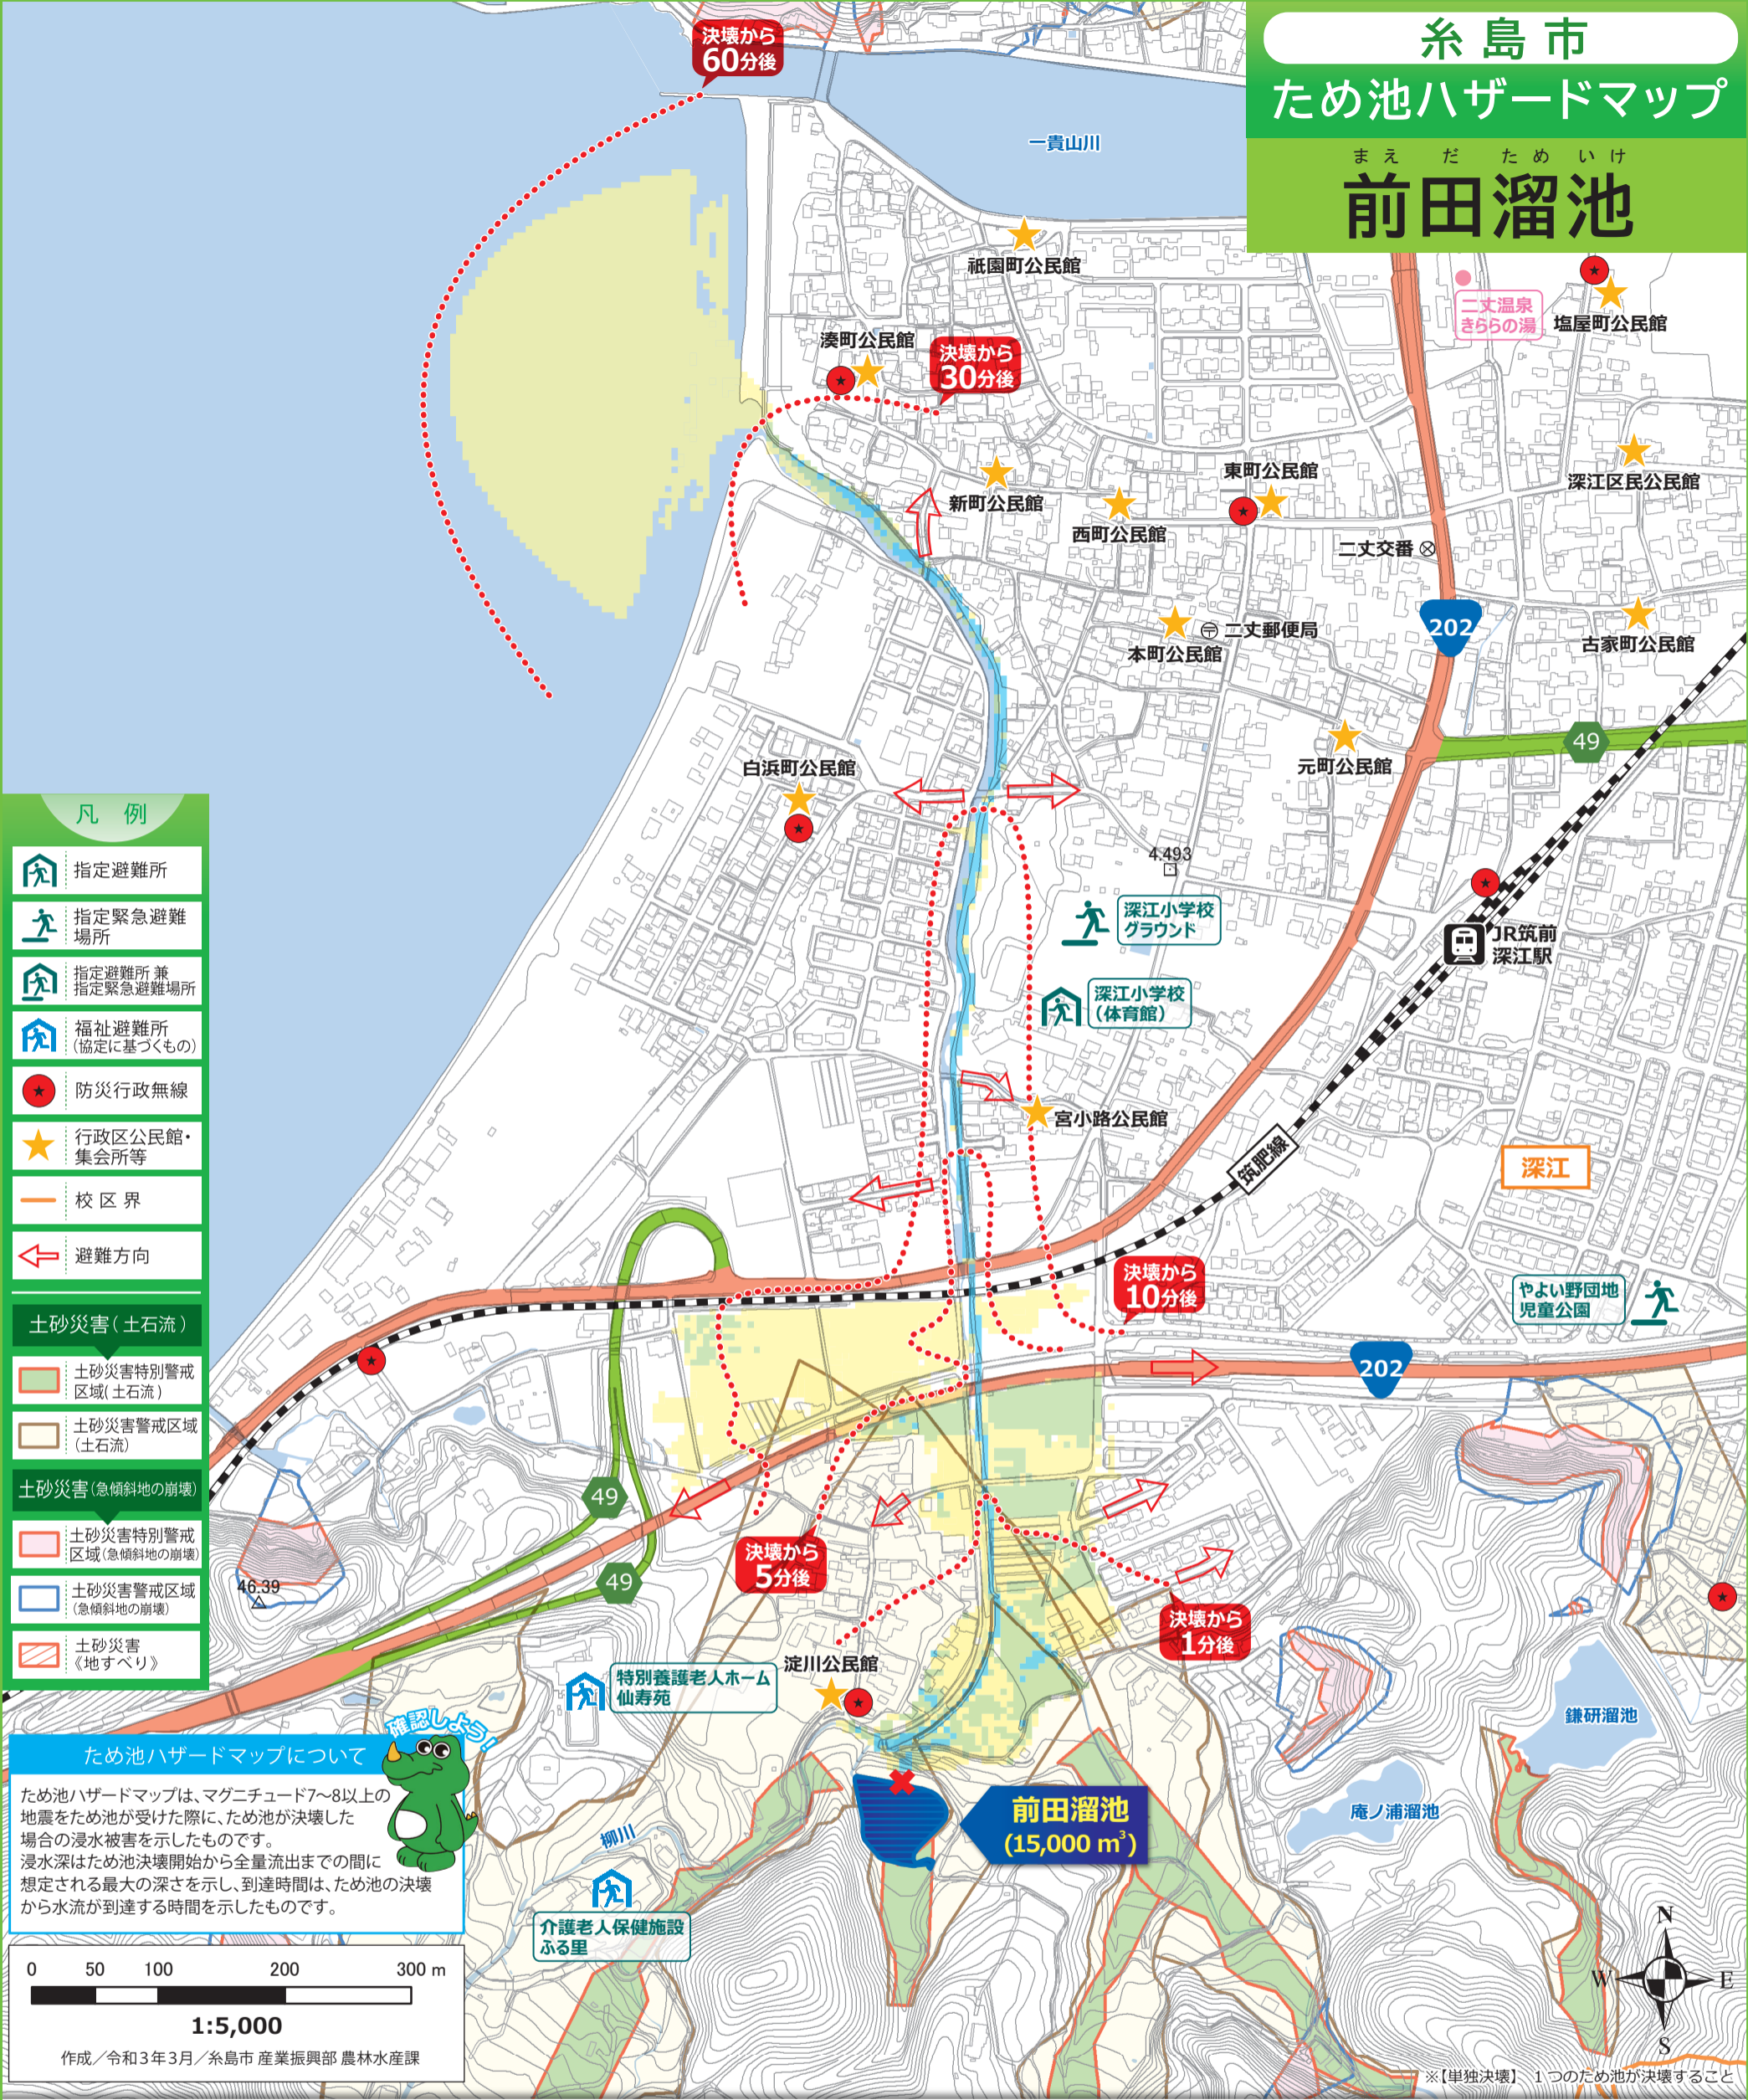 糸島市
ため池ハザードマップ
まえ だ ため いけ
前田溜池
決壊から
60分後
一貴山川
祇園町公民館
二丈温泉
きららの湯
塩屋町公民館
湊町公民館
決壊から
30分後
新町公民館
西町公民館
東町公民館
深江区民公民館
二丈交番
二丈郵便局
本町公民館
202
古家町公民館
元町公民館
49
白浜町公民館
4.493
深江小学校
グラウンド
JR筑前
深江駅
深江小学校
(体育館)
宮小路公民館
筑肥線
深江
決壊から
10分後
やよい野団地
児童公園
202
49
49
決壊から
5分後
決壊から
1分後
46.39
淀川公民館
特別養護老人ホーム
仙寿苑
鎌研溜池
庵ノ浦溜池
前田溜池
(15,000 m³)
柳川
介護老人保健施設
ふる里
凡 例
指定避難所
指定緊急避難
場所
指定避難所 兼
指定緊急避難場所
福祉避難所
(協定に基づくもの)
防災行政無線
行政区公民館・
集会所等
校 区 界
避難方向
土砂災害(土石流)
土砂災害特別警戒
区域(土石流)
土砂災害警戒区域
(土石流)
土砂災害(急傾斜地の崩壊)
土砂災害特別警戒
区域(急傾斜地の崩壊)
土砂災害警戒区域
(急傾斜地の崩壊)
土砂災害
《地すべり》
確認しよう!
ため池ハザードマップについて
ため池ハザードマップは、マグニチュード7〜8以上の
地震をため池が受けた際に、ため池が決壊した
場合の浸水被害を示したものです。
浸水深はため池決壊開始から全量流出までの間に
想定される最大の深さを示し、到達時間は、ため池の決壊
から水流が到達する時間を示したものです。
0 50 100 200 300 m
1:5,000
作成／令和3年3月／糸島市 産業振興部 農林水産課
N
W E
S
※【単独決壊】 1つのため池が決壊すること